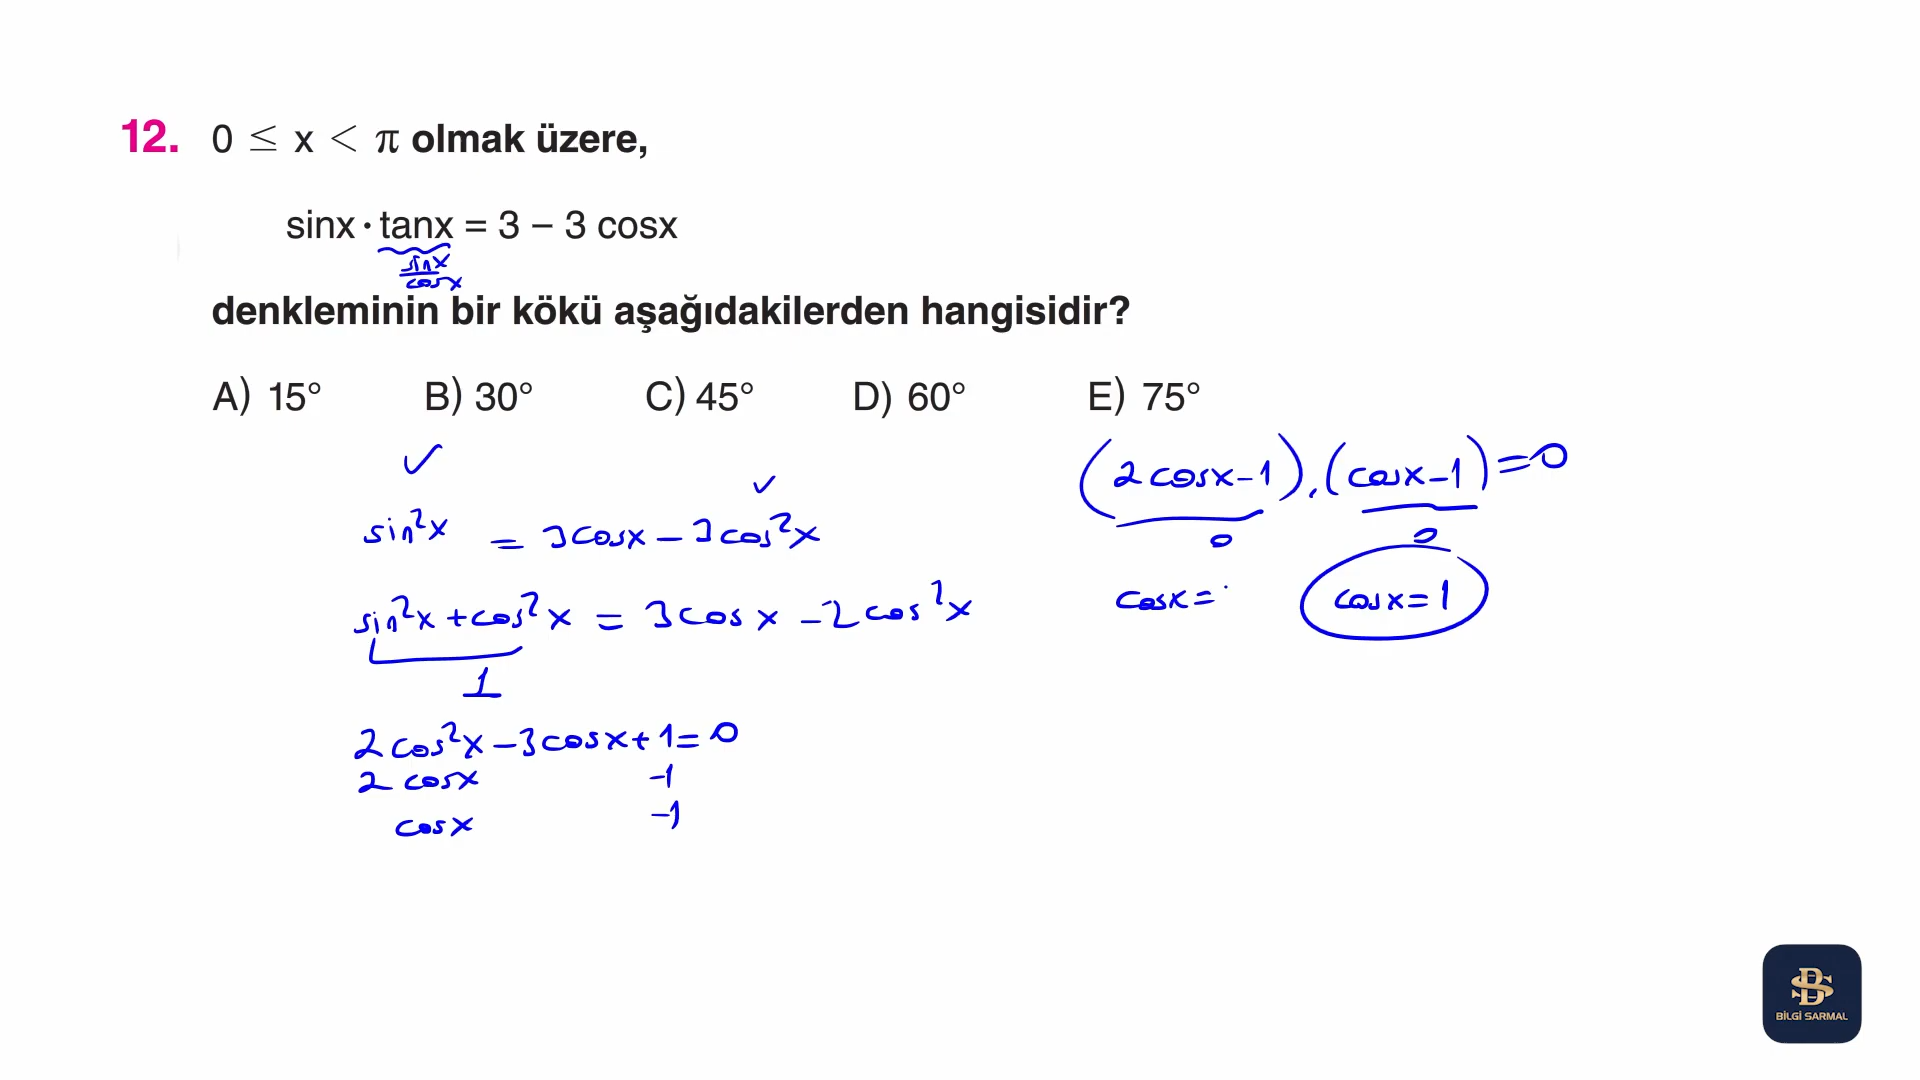 12. 0 ≤ x < π olmak üzere,
sinx · tanx = 3 – 3 cosx
sinx
cosx
denkleminin bir kökü aşağıdakilerden hangisidir?
A) 15° B) 30° C) 45° D) 60° E) 75°
✓ ✓
sin²x = 3cosx – 3cos²x
sin²x + cos²x = 3cosx – 2cos²x
1
2cos²x – 3cosx + 1 = 0
2 cosx -1
cosx -1
(2cosx – 1).(cosx – 1) = 0
0 0
cosx = cosx = 1
BİLGİ SARMAL